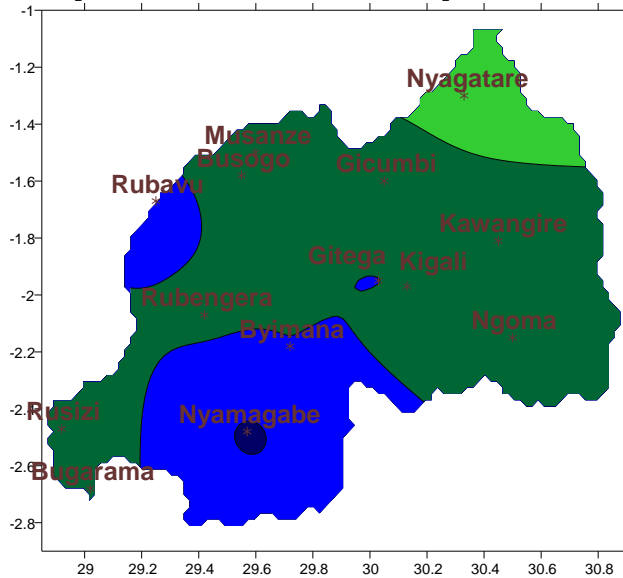 -1
Nyagatare
-1.2
-1.4
Musanze
Busogo
Gicumbi
-1.6
Rubavu
Kawangire
-1.8
Gitega
Kigali
-2
Rubengera
Ngoma
Byimana
-2.2
Rusizi
Nyamagabe
-2.6
Bugarama
-2.8
29 29.2 29.4 29.6 29.8 30 30.2 30.4 30.6 30.8